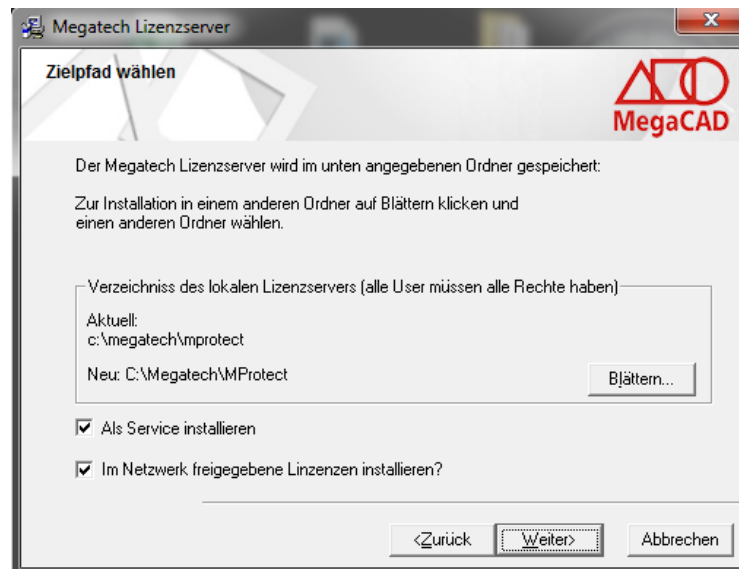 Megatech Lizenzserver
Zielpfad wählen
MegaCAD
Der Megatech Lizenzserver wird im unten angegebenen Ordner gespeichert:
Zur Installation in einem anderen Ordner auf Blättern klicken und
einen anderen Ordner wählen.
Verzeichniss des lokalen Lizenzservers (alle User müssen alle Rechte haben)
Aktuell:
c:\megatech\mprotect
Neu: C:\Megatech\MProtect
Blättern...
Als Service installieren
Im Netzwerk freigegebene Linzenzen installieren?
<Zurück
Weiter>
Abbrechen